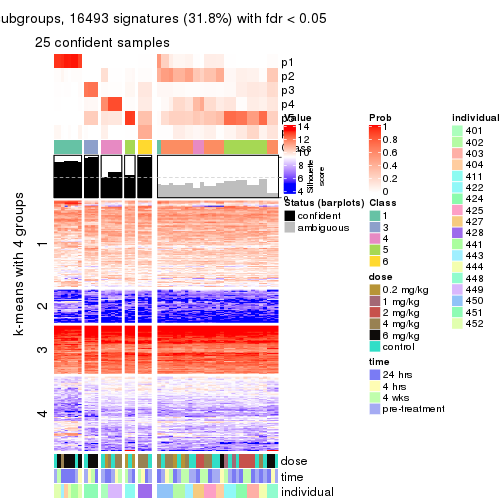 ubgroups, 16493 signatures (31.8%) with fdr < 0.05
25 confident samples
p1
p2
p3
p4
Value
14
12
10
8
6
4
Silhouette
score
Status (barplots)
confident
ambiguous
k-means with 4 groups
1
2
3
4
dose
time
individual
Prob
1
0.8
0.6
0.4
0.2
0
Class
1
3
4
5
6
dose
0.2 mg/kg
1 mg/kg
2 mg/kg
4 mg/kg
6 mg/kg
control
time
24 hrs
4 hrs
4 wks
pre-treatment
individual
401
402
403
404
411
422
424
425
427
428
441
443
444
448
449
450
451
452